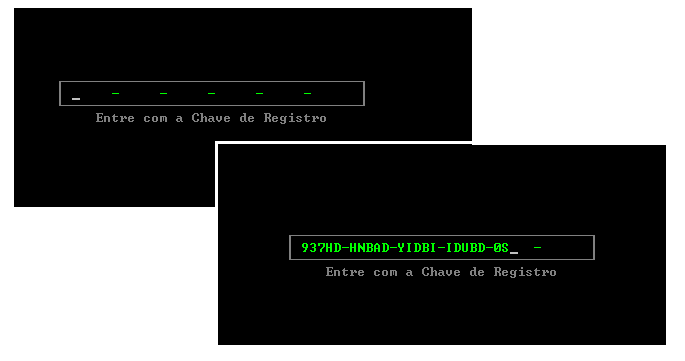 - - - - -
Entre com a Chave de Registro
937HD-HNBAD-YIDBI-IDUBD-0S_ -
Entre com a Chave de Registro